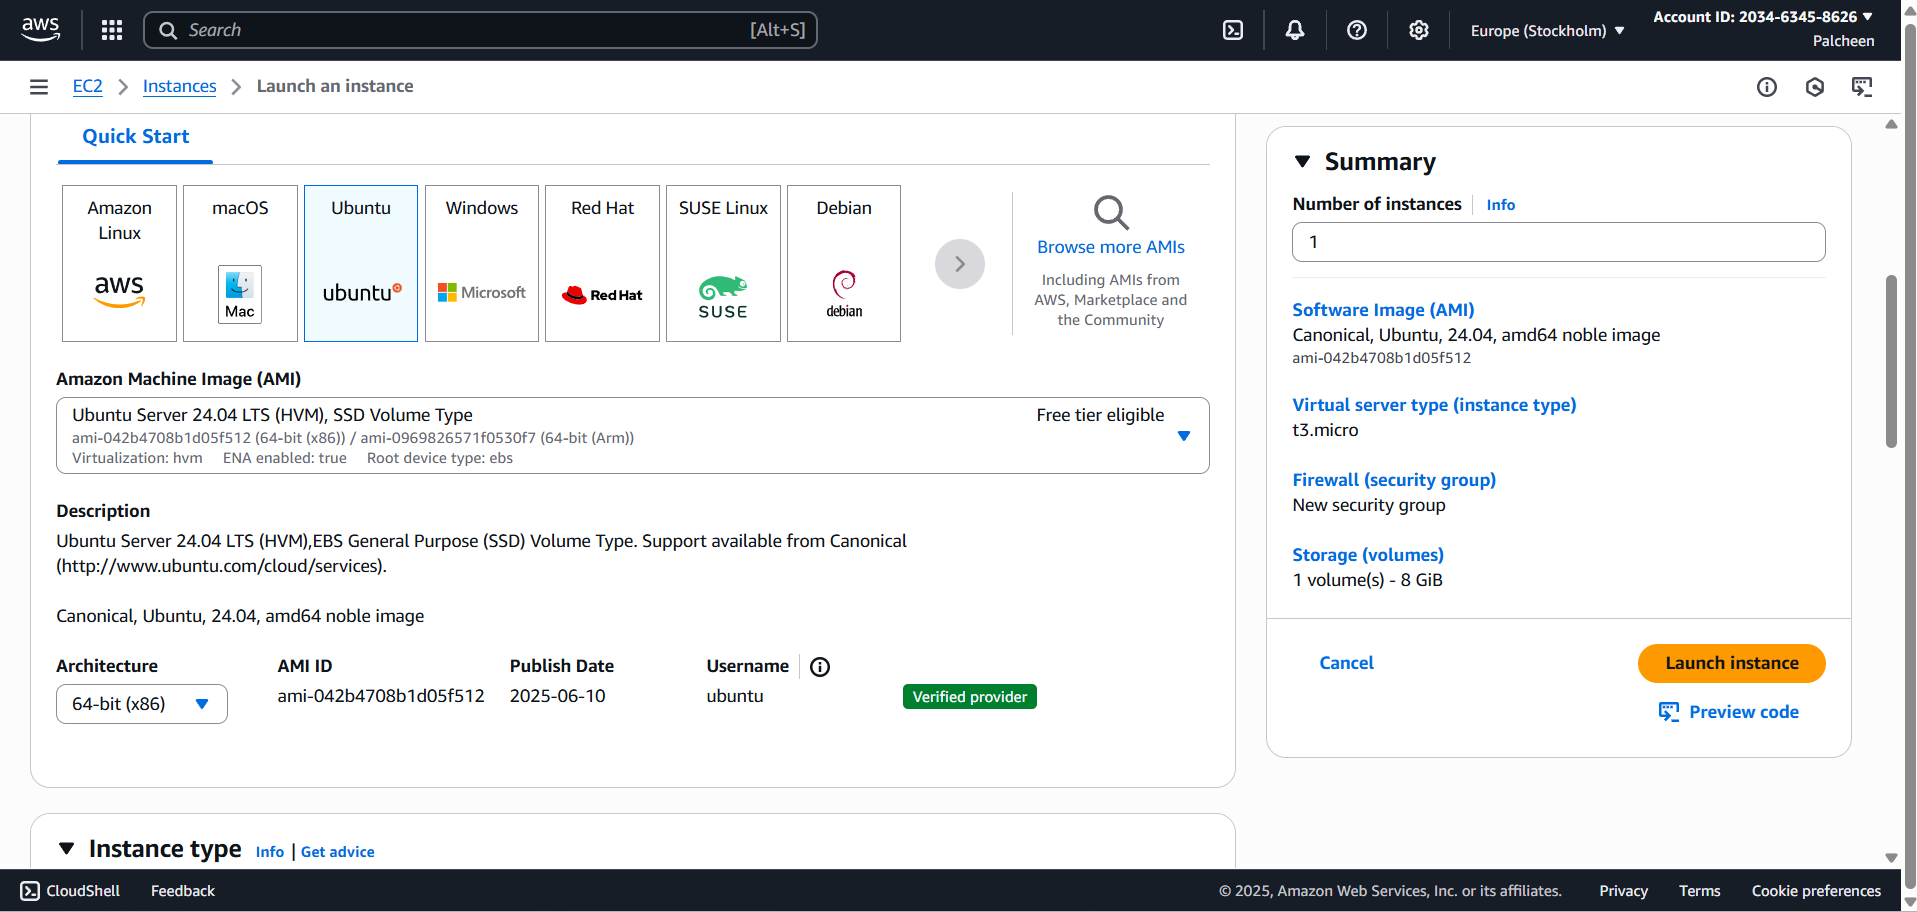 aws
Search
[Alt+S]
Europe (Stockholm)
Account ID: 2034-6345-8626
Palcheen
EC2
Instances
Launch an instance
Quick Start
Amazon
Linux
aws
macOS
Mac
Ubuntu
ubuntu
Windows
Microsoft
Red Hat
Red Hat
SUSE Linux
SUSE
Debian
debian
Browse more AMIs
Including AMIs from
AWS, Marketplace and
the Community
Amazon Machine Image (AMI)
Ubuntu Server 24.04 LTS (HVM), SSD Volume Type
Free tier eligible
ami-042b4708b1d05f512 (64-bit (x86)) / ami-0969826571f0530f7 (64-bit (Arm))
Virtualization: hvm ENA enabled: true Root device type: ebs
Description
Ubuntu Server 24.04 LTS (HVM),EBS General Purpose (SSD) Volume Type. Support available from Canonical
(http://www.ubuntu.com/cloud/services).
Canonical, Ubuntu, 24.04, amd64 noble image
Architecture
64-bit (x86)
AMI ID
ami-042b4708b1d05f512
Publish Date
2025-06-10
Username
ubuntu
Verified provider
Instance type
Info | Get advice
Summary
Number of instances
Info
1
Software Image (AMI)
Canonical, Ubuntu, 24.04, amd64 noble image
ami-042b4708b1d05f512
Virtual server type (instance type)
t3.micro
Firewall (security group)
New security group
Storage (volumes)
1 volume(s) - 8 GiB
Cancel
Launch instance
Preview code
CloudShell
Feedback
© 2025, Amazon Web Services, Inc. or its affiliates.
Privacy
Terms
Cookie preferences